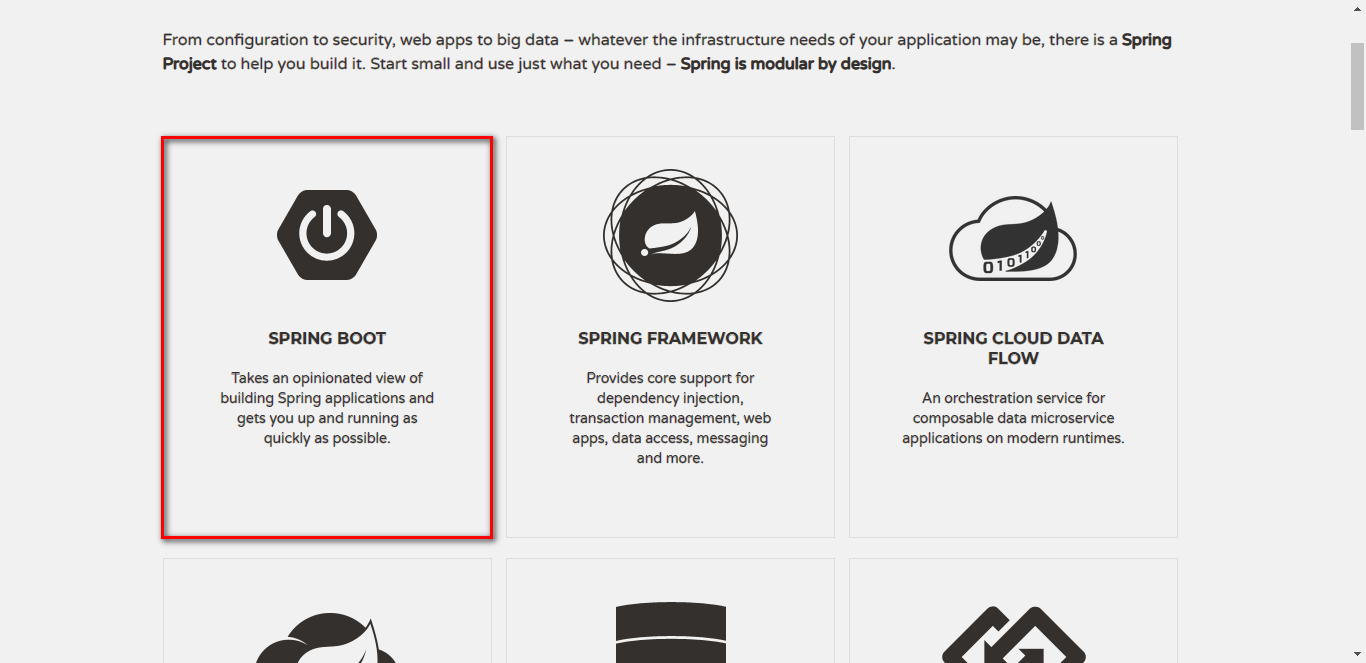 From configuration to security, web apps to big data – whatever the infrastructure needs of your application may be, there is a Spring
Project to help you build it. Start small and use just what you need – Spring is modular by design.
SPRING BOOT
Takes an opinionated view of
building Spring applications and
gets you up and running as
quickly as possible.
SPRING FRAMEWORK
Provides core support for
dependency injection,
transaction management, web
apps, data access, messaging
and more.
010110000
SPRING CLOUD DATA
FLOW
An orchestration service for
composable data microservice
applications on modern runtimes.